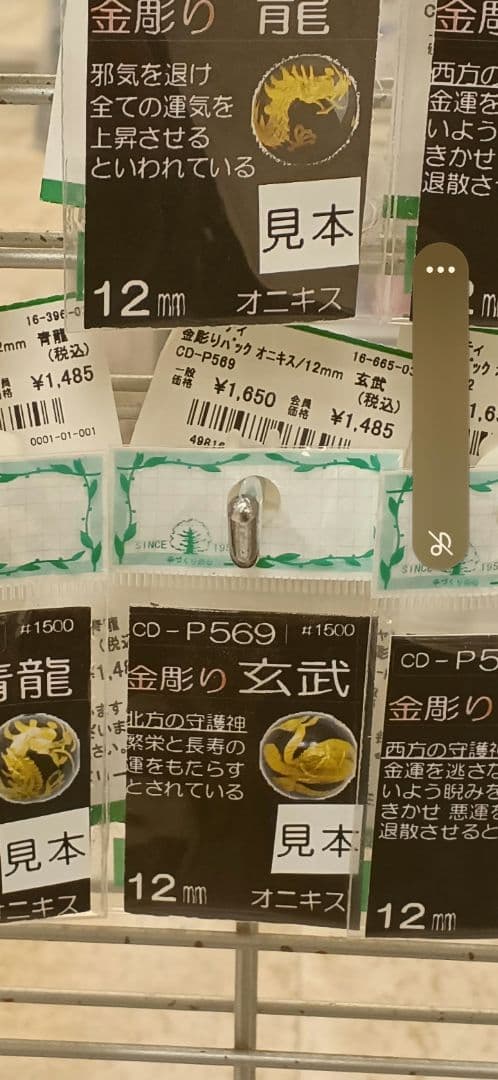 金彫り 青龍
邪気を退け
全ての運気を
上昇させる
といわれている
見本
12mm オニキス
西方の
金運を
いよう
きかせ
退散さ
16-396-0
2mm 青龍
(税込)
¥1,485
0001-01-001
金彫りパック オニキス/12mm
CD-P569
16-665-03
玄武
(税込)
一般価格 ¥1,650 会員価格 ¥1,485
SINCE 195
手づくりの心
#1500
青龍
見本
オニキス
CD-P569 #1500
金彫り 玄武
北方の守護神
繁栄と長寿の
運をもたらす
とされている
見本
12mm オニキス
CD-P5
金彫り
西方の守護神
金運を逃さな
いよう睨みを
きかせ 悪運を
退散させると
12mm